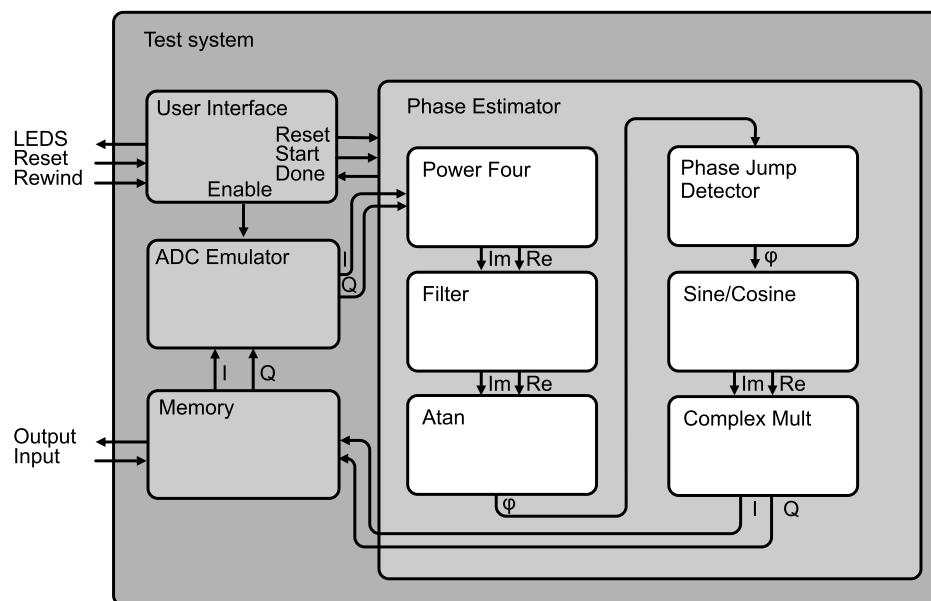 Test system
User Interface
LEDS
Reset
Rewind
Reset
Start
Done
Enable
ADC Emulator
I
Q
I
Q
Memory
Output
Input
Phase Estimator
Power Four
Im Re
Filter
Im Re
Atan
φ
Phase Jump
Detector
φ
Sine/Cosine
Im Re
Complex Mult
I Q